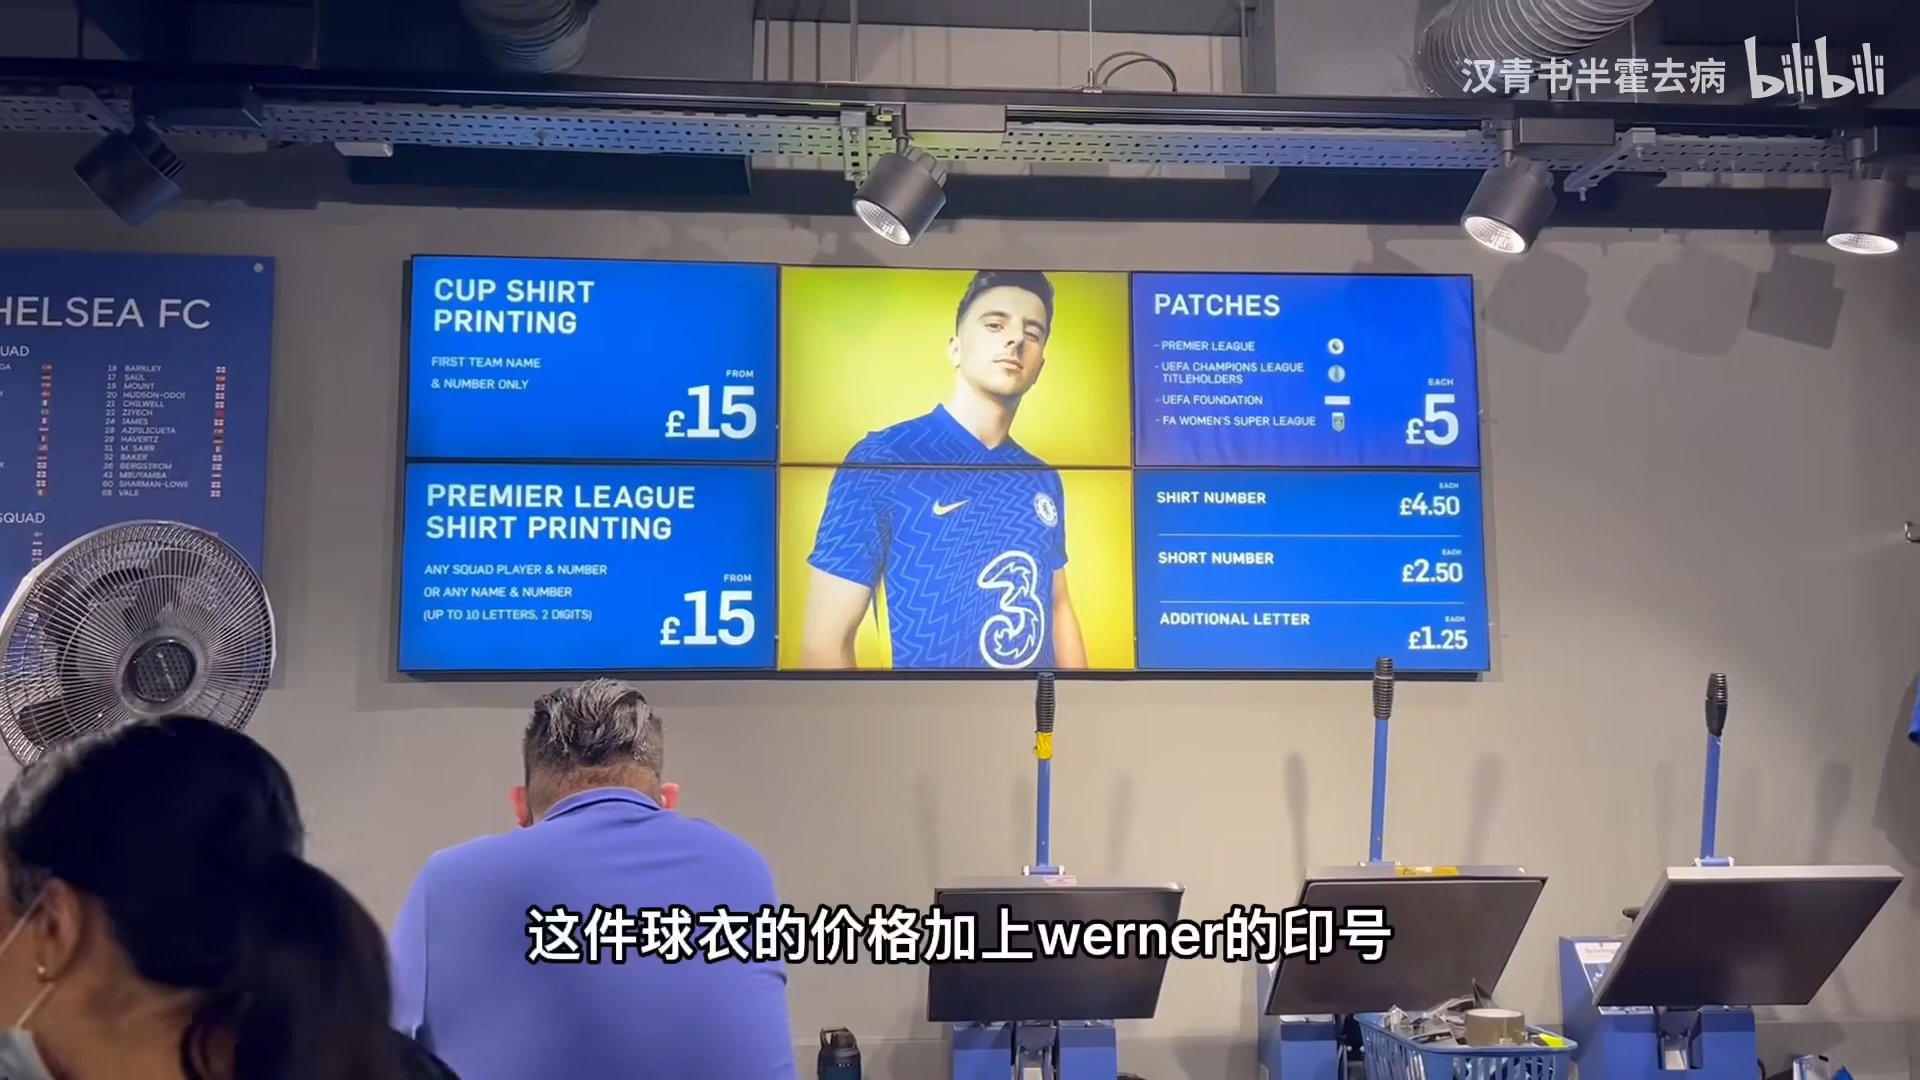 汉青书半霍去病 bilibili
HELSEA FC
UAD
GA
18 BARKLEY
17 SAÚL
19 MOUNT
20 HUDSON-ODOI
21 CHILWELL
22 ZIYECH
24 JAMES
28 AZPILICUETA
29 HAVERTZ
31 M. SARR
32 BAKER
36 BERGSTROM
43 MBUYAMBA
60 SHARMAN-LOWE
68 VALE
SQUAD
CUP SHIRT
PRINTING
FIRST TEAM NAME
& NUMBER ONLY
FROM
£15
PREMIER LEAGUE
SHIRT PRINTING
ANY SQUAD PLAYER & NUMBER
OR ANY NAME & NUMBER
(UP TO 10 LETTERS, 2 DIGITS)
FROM
£15
3
PATCHES
- PREMIER LEAGUE
- UEFA CHAMPIONS LEAGUE
TITLEHOLDERS
- UEFA FOUNDATION
- FA WOMEN'S SUPER LEAGUE
EACH
£5
SHIRT NUMBER
EACH
£4.50
SHORT NUMBER
EACH
£2.50
ADDITIONAL LETTER
EACH
£1.25
这件球衣的价格加上werner的印号